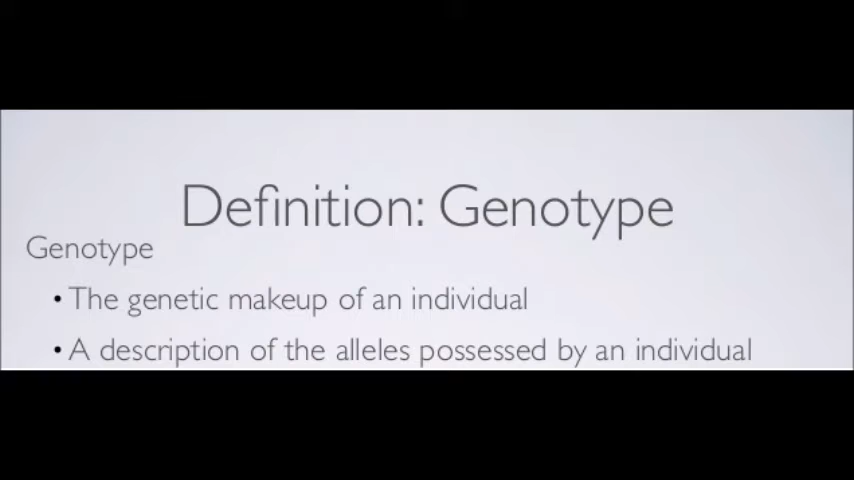 Definition: Genotype
Genotype
• The genetic makeup of an individual
• A description of the alleles possessed by an individual